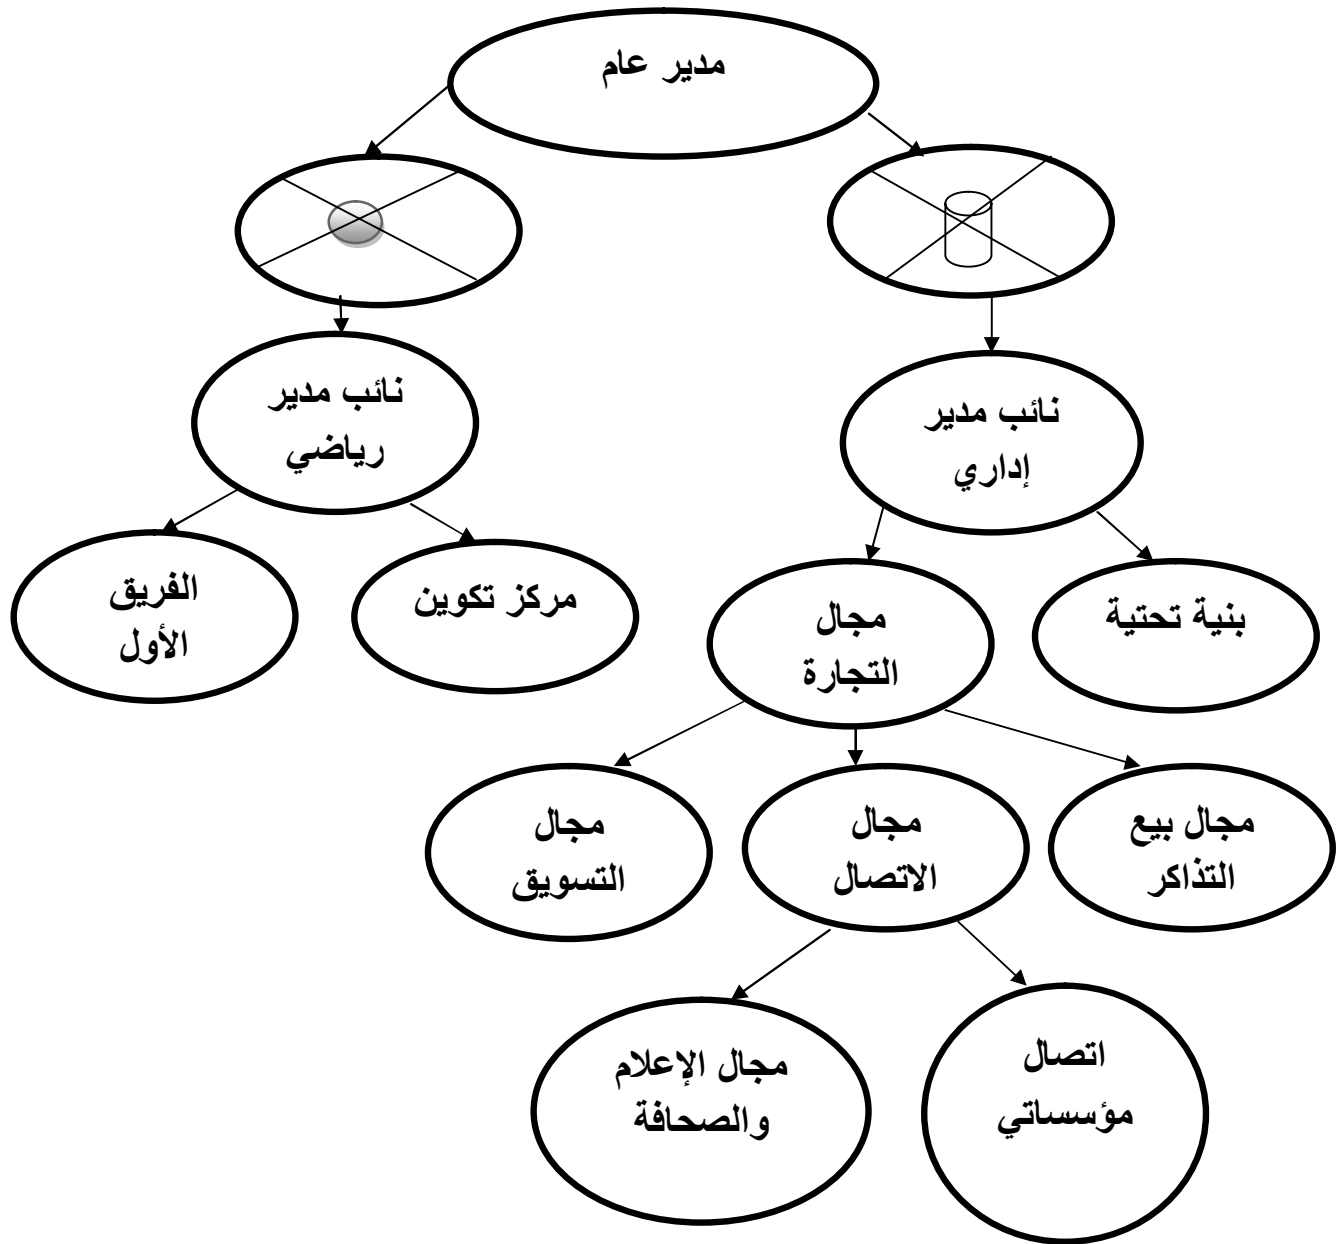 مدير عام
نائب مدير
إداري
نائب مدير
رياضي
بنية تحتية
مجال
التجارة
مركز تكوين
الفريق
الأول
مجال بيع
التذاكر
مجال
الاتصال
مجال
التسويق
اتصال
مؤسساتي
مجال الإعلام
والصحافة